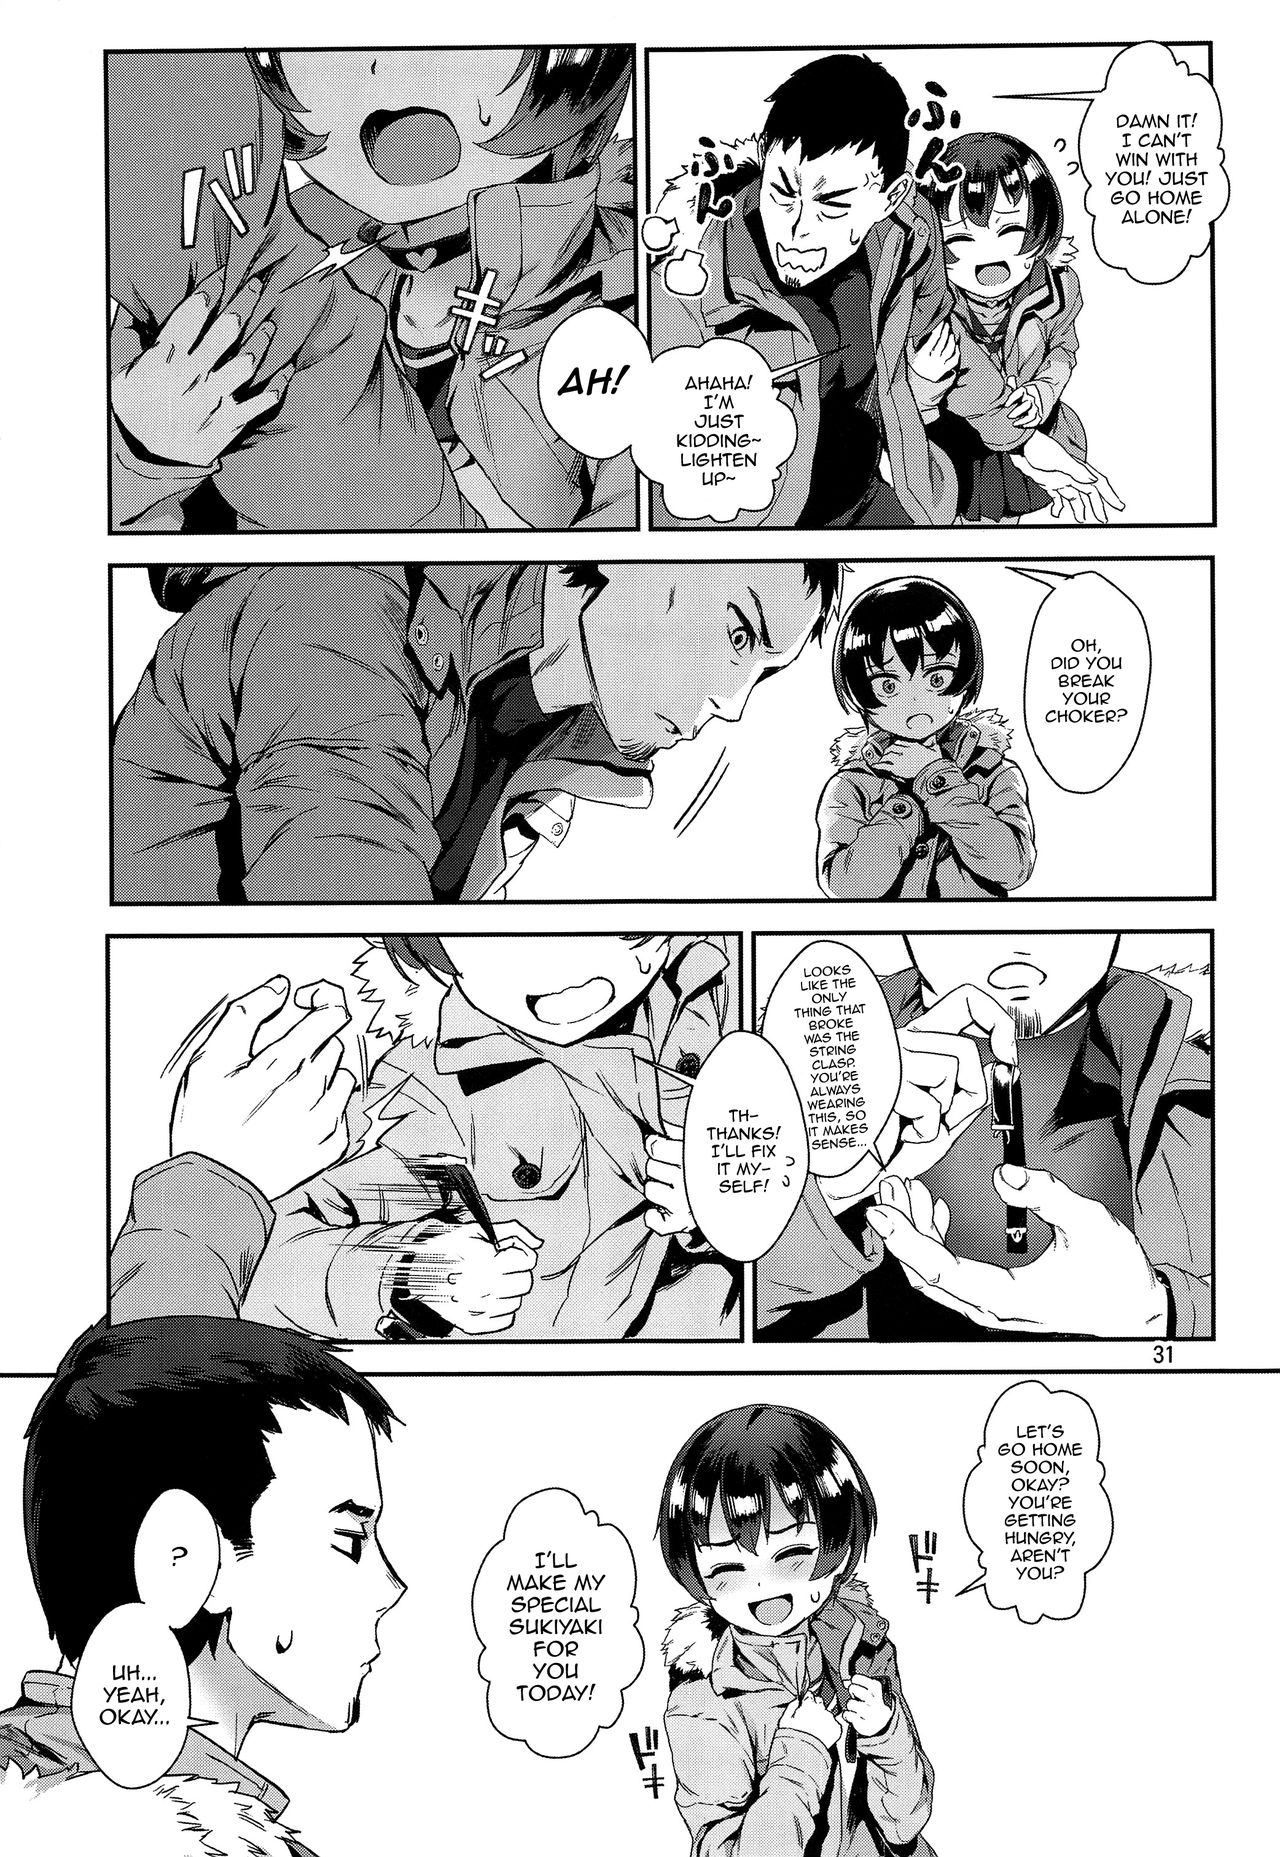 DAMN IT!
I CAN'T
WIN WITH
YOU! JUST
GO HOME
ALONE!
ぷん
ぷん
AHAHA!
I'M
JUST
KIDDING~
LIGHTEN
UP~
AH!
OH,
DID YOU
BREAK
YOUR
CHOKER?
LOOKS
LIKE THE
ONLY
THING THAT
BROKE
WAS THE
STRING
CLASP.
YOU'RE
ALWAYS
WEARING
THIS, SO
IT MAKES
SENSE...
TH-
THANKS!
I'LL FIX
IT MY-
SELF!
31
LET'S
GO HOME
SOON,
OKAY?
YOU'RE
GETTING
HUNGRY,
AREN'T
YOU?
ドキ
I'LL
MAKE MY
SPECIAL
SUKIYAKI
FOR
YOU
TODAY!
ドキ
?
UH...
YEAH,
OKAY...